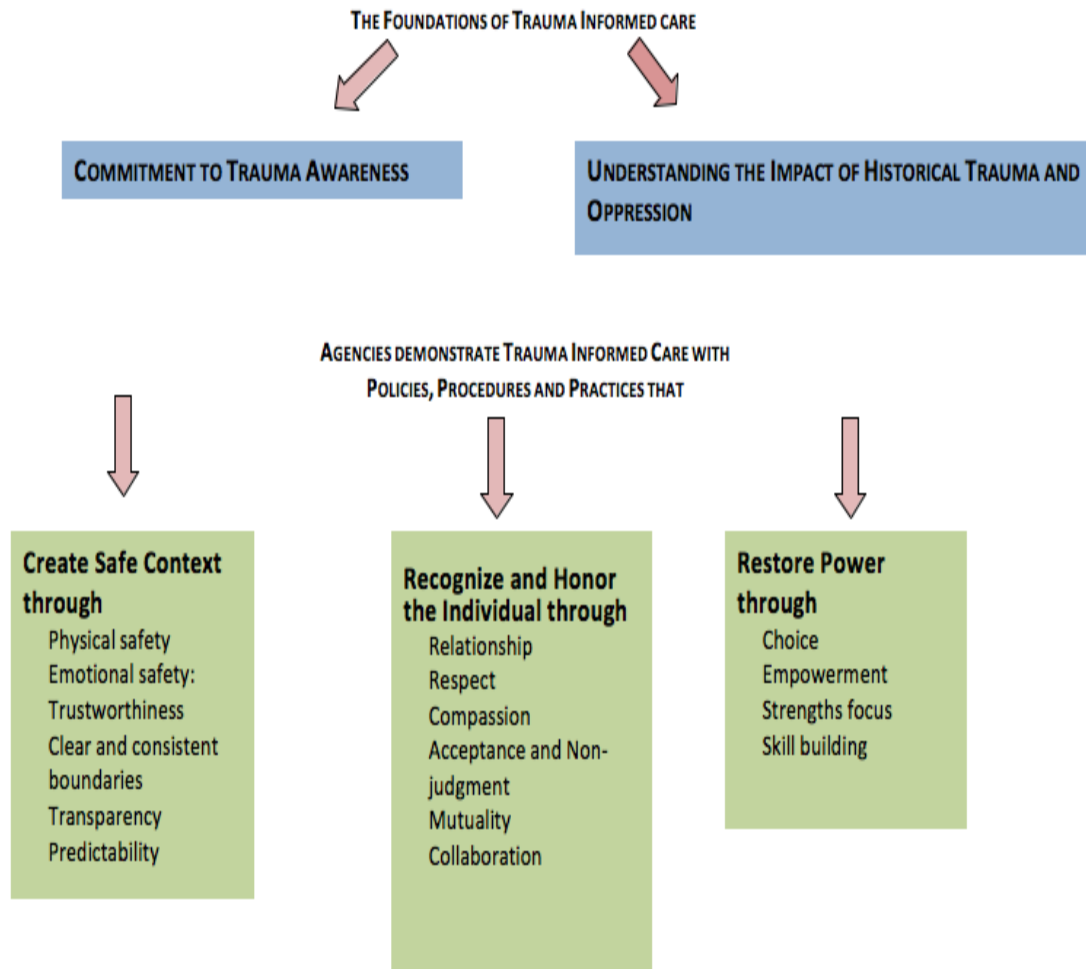 The Foundations of Trauma Informed care
Commitment to Trauma Awareness
Understanding the Impact of Historical Trauma and
Oppression
Agencies demonstrate Trauma Informed Care with
Policies, Procedures and Practices that
Create Safe Context
through
Physical safety
Emotional safety:
Trustworthiness
Clear and consistent
boundaries
Transparency
Predictability
Recognize and Honor
the Individual through
Relationship
Respect
Compassion
Acceptance and Non-
judgment
Mutuality
Collaboration
Restore Power
through
Choice
Empowerment
Strengths focus
Skill building